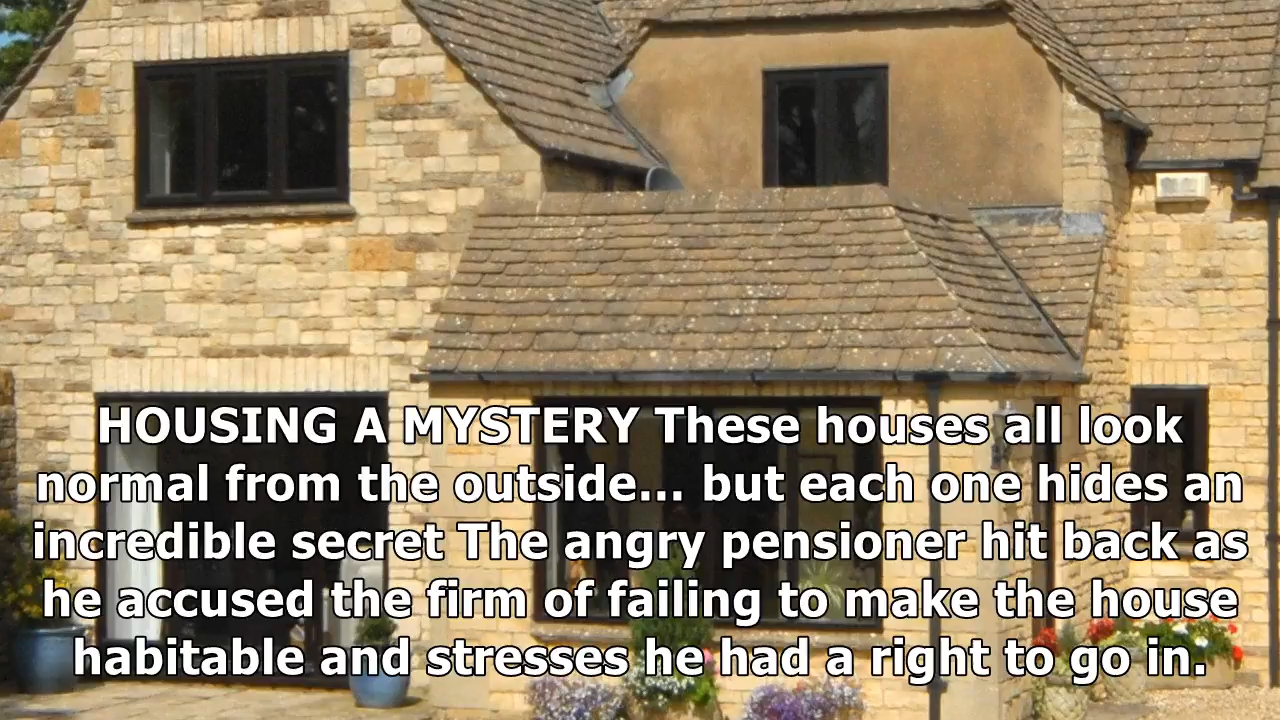 HOUSING A MYSTERY These houses all look
normal from the outside... but each one hides an
incredible secret The angry pensioner hit back as
he accused the firm of failing to make the house
habitable and stresses he had a right to go in.